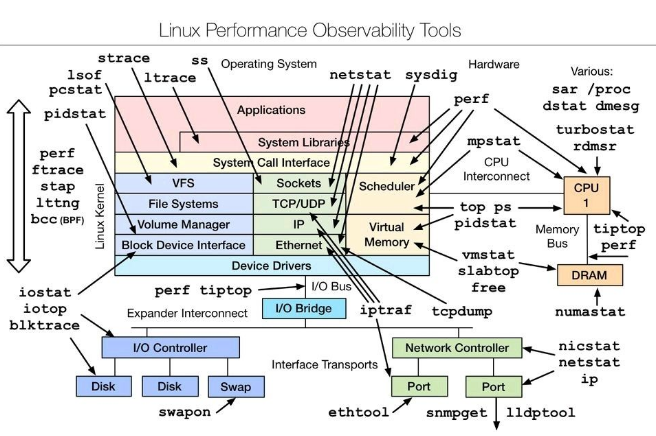 Linux Performance Observability Tools
strace
ss
Operating System
netstat
sysdig
Hardware
Various:
sar /proc
dstat dmesg
lsof
pcstat
ltrace
perf
pidstat
Applications
turbostat
rdmsr
System Libraries
mpstat
System Call Interface
CPU
Interconnect
perf
ftrace
stap
lttng
bcc (BPF)
Linux Kernel
VFS
Sockets
Scheduler
CPU
1
File Systems
TCP/UDP
top ps
pidstat
Volume Manager
IP
Virtual
Memory
Memory
Bus
tiptop
perf
Block Device Interface
Ethernet
vmstat
slabtop
free
Device Drivers
DRAM
iostat
iotop
blktrace
perf tiptop
I/O Bus
Expander Interconnect
I/O Bridge
iptraf
tcpdump
numastat
I/O Controller
Network Controller
nicstat
netstat
ip
Interface Transports
Disk
Disk
Swap
Port
Port
swapon
ethtool
snmpget
lldptool